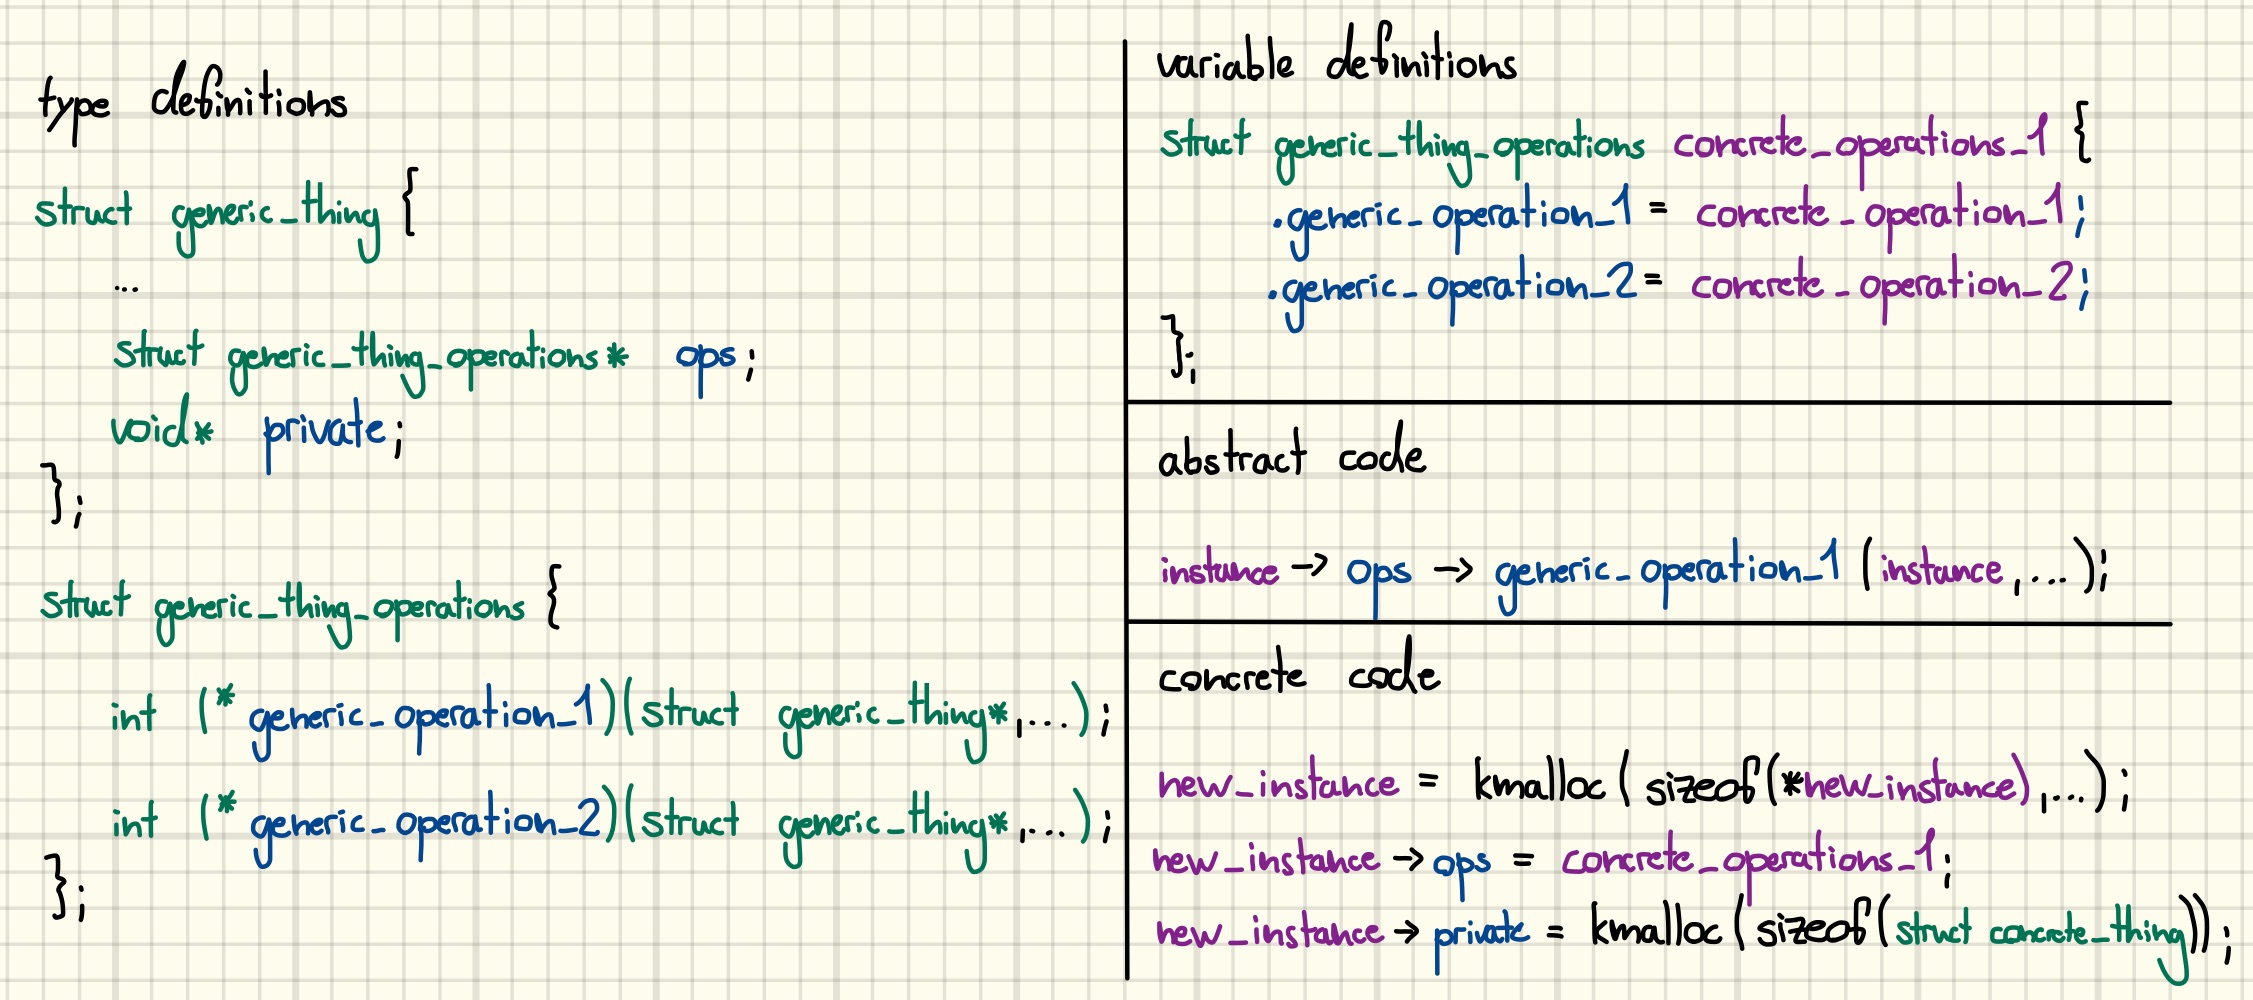 type definitions
struct generic_thing {
...
struct generic_thing_operations* ops;
void* private;
};
struct generic_thing_operations {
int (*generic_operation_1)(struct generic_thing*,...);
int (*generic_operation_2)(struct generic_thing*,...);
};
variable definitions
struct generic_thing_operations concrete_operations_1 {
.generic_operation_1 = concrete_operation_1;
.generic_operation_2 = concrete_operation_2;
};
abstract code
instance -> ops -> generic_operation_1 (instance,...);
concrete code
new_instance = kmalloc(sizeof(*new_instance),...);
new_instance -> ops = concrete_operations_1;
new_instance -> private = kmalloc(sizeof(struct concrete_thing));